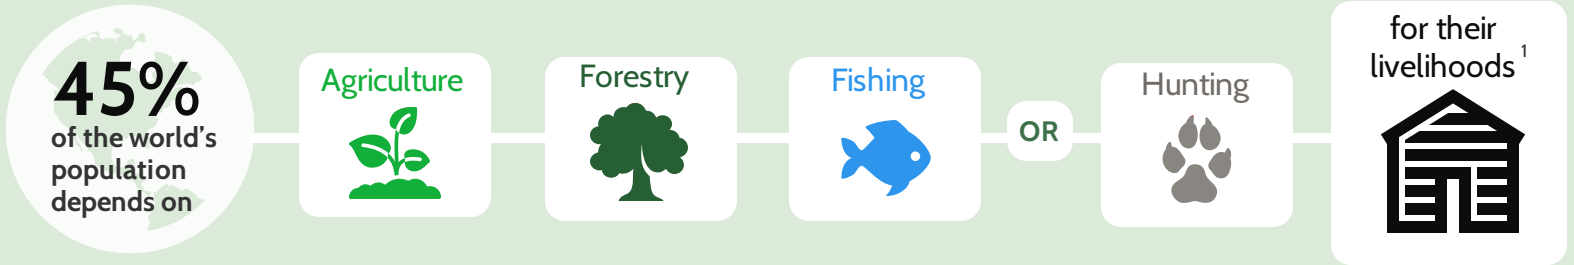 45%
of the world's
population
depends on
Agriculture
Forestry
Fishing
OR
Hunting
for their
livelihoods 1